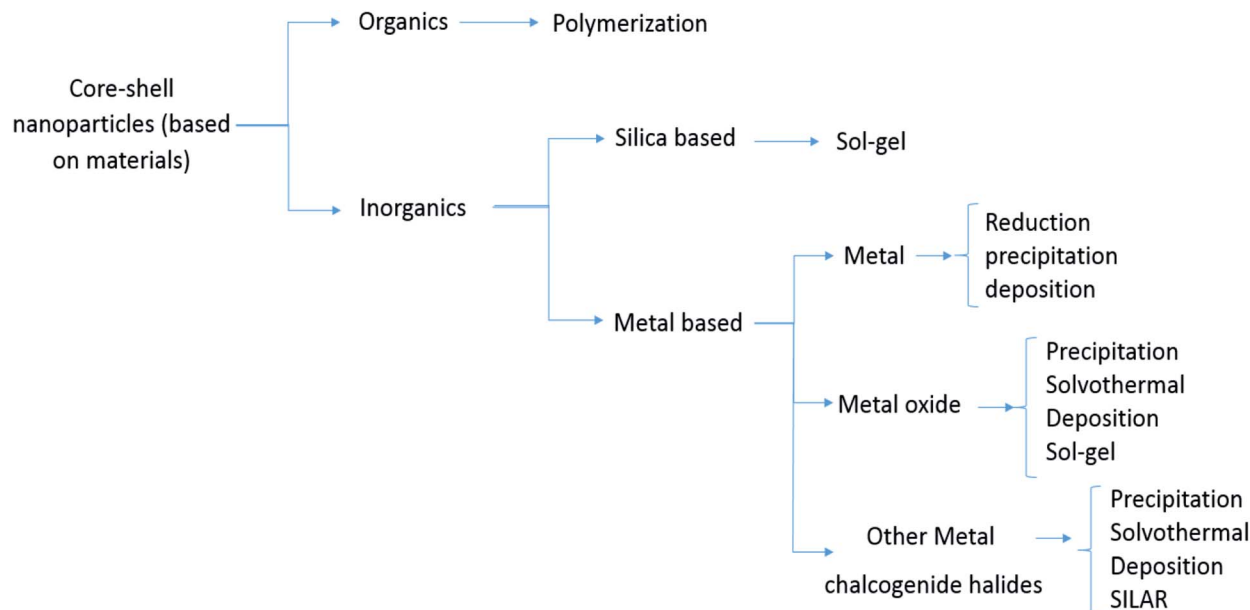 Organics
Polymerization
Core-shell
nanoparticles (based
on materials)
Silica based
Sol-gel
Inorganics
Reduction
Metal
precipitation
deposition
Metal based
Precipitation
Solvothermal
Metal oxide
Deposition
Sol-gel
Precipitation
Other Metal
Solvothermal
chalcogenide halides
Deposition
SILAR